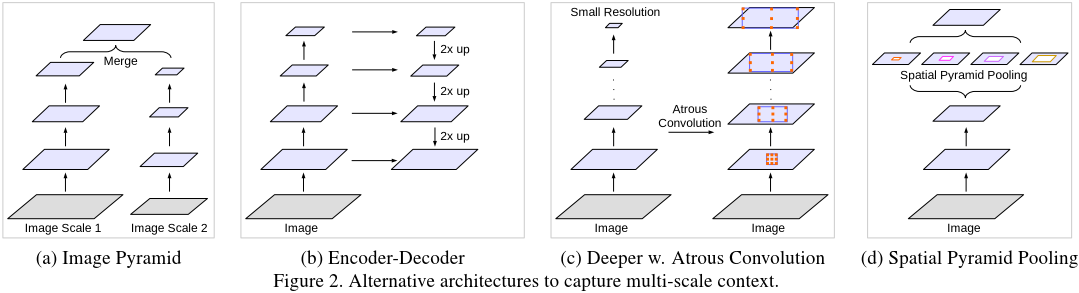 Merge
Image Scale 1
Image Scale 2
(a) Image Pyramid
2x up
2x up
2x up
Image
(b) Encoder-Decoder
Small Resolution
Atrous
Convolution
Image
Image
(c) Deeper w. Atrous Convolution
Spatial Pyramid Pooling
Image
(d) Spatial Pyramid Pooling
Figure 2. Alternative architectures to capture multi-scale context.